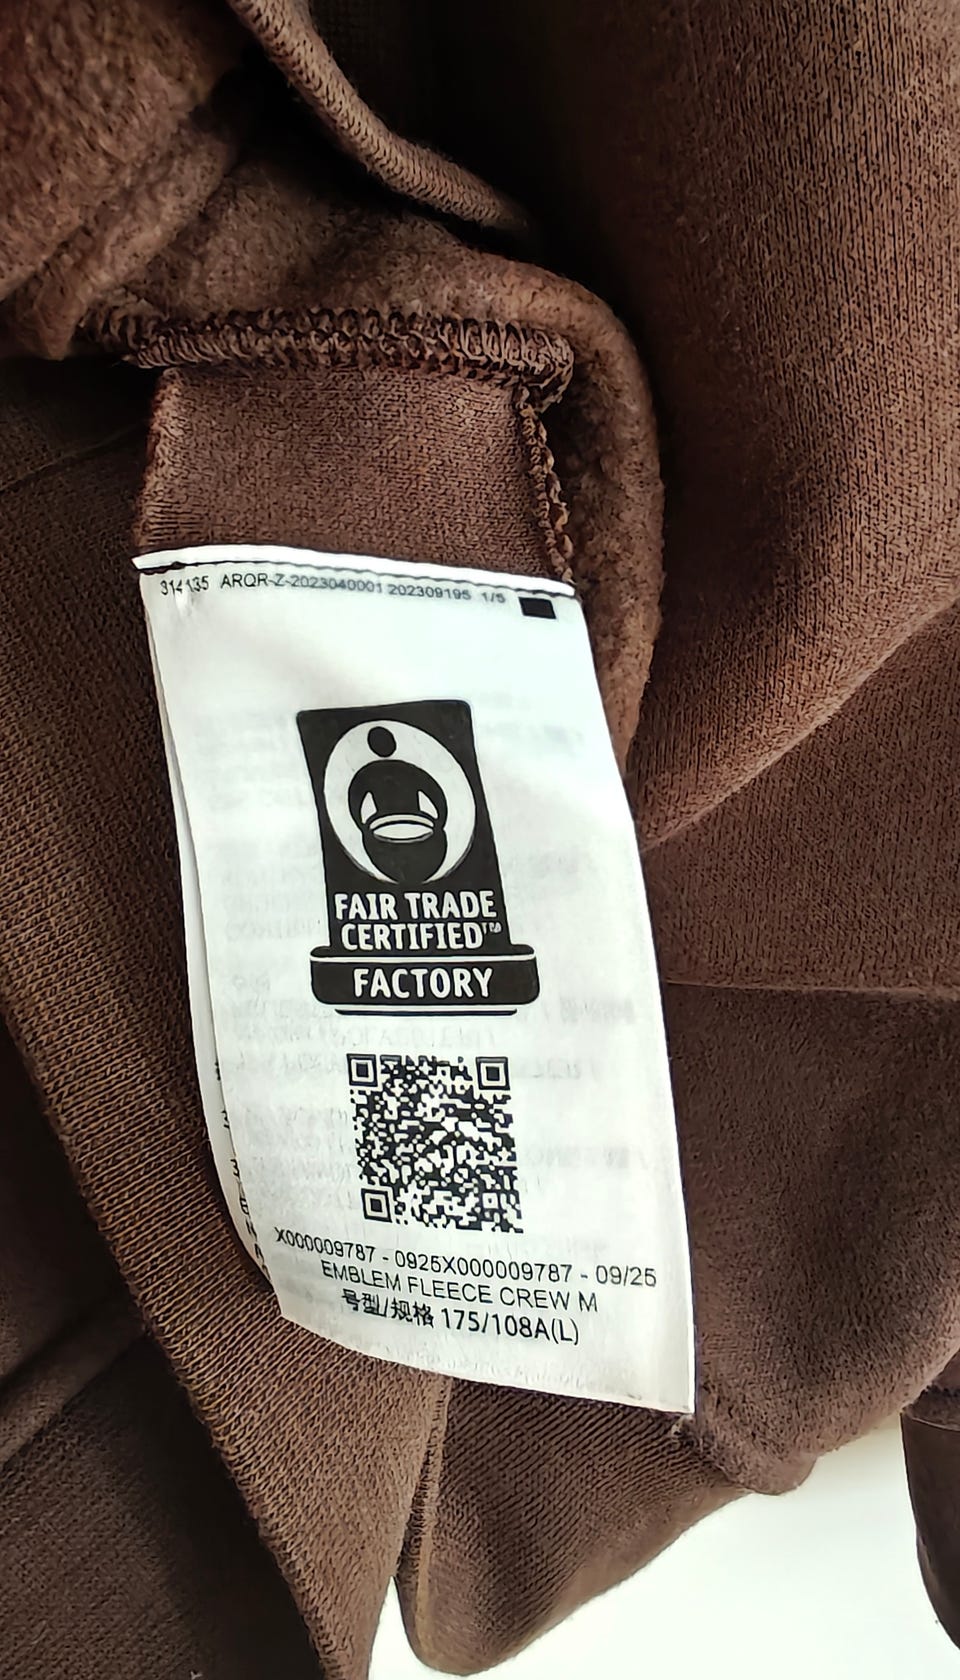 314135 ARQR-Z-2023040001 202309195 1/5
FAIR TRADE
CERTIFIED™
FACTORY
X000009787 - 0925X000009787 - 09/25
EMBLEM FLEECE CREW M
号型/规格 175/108A(L)